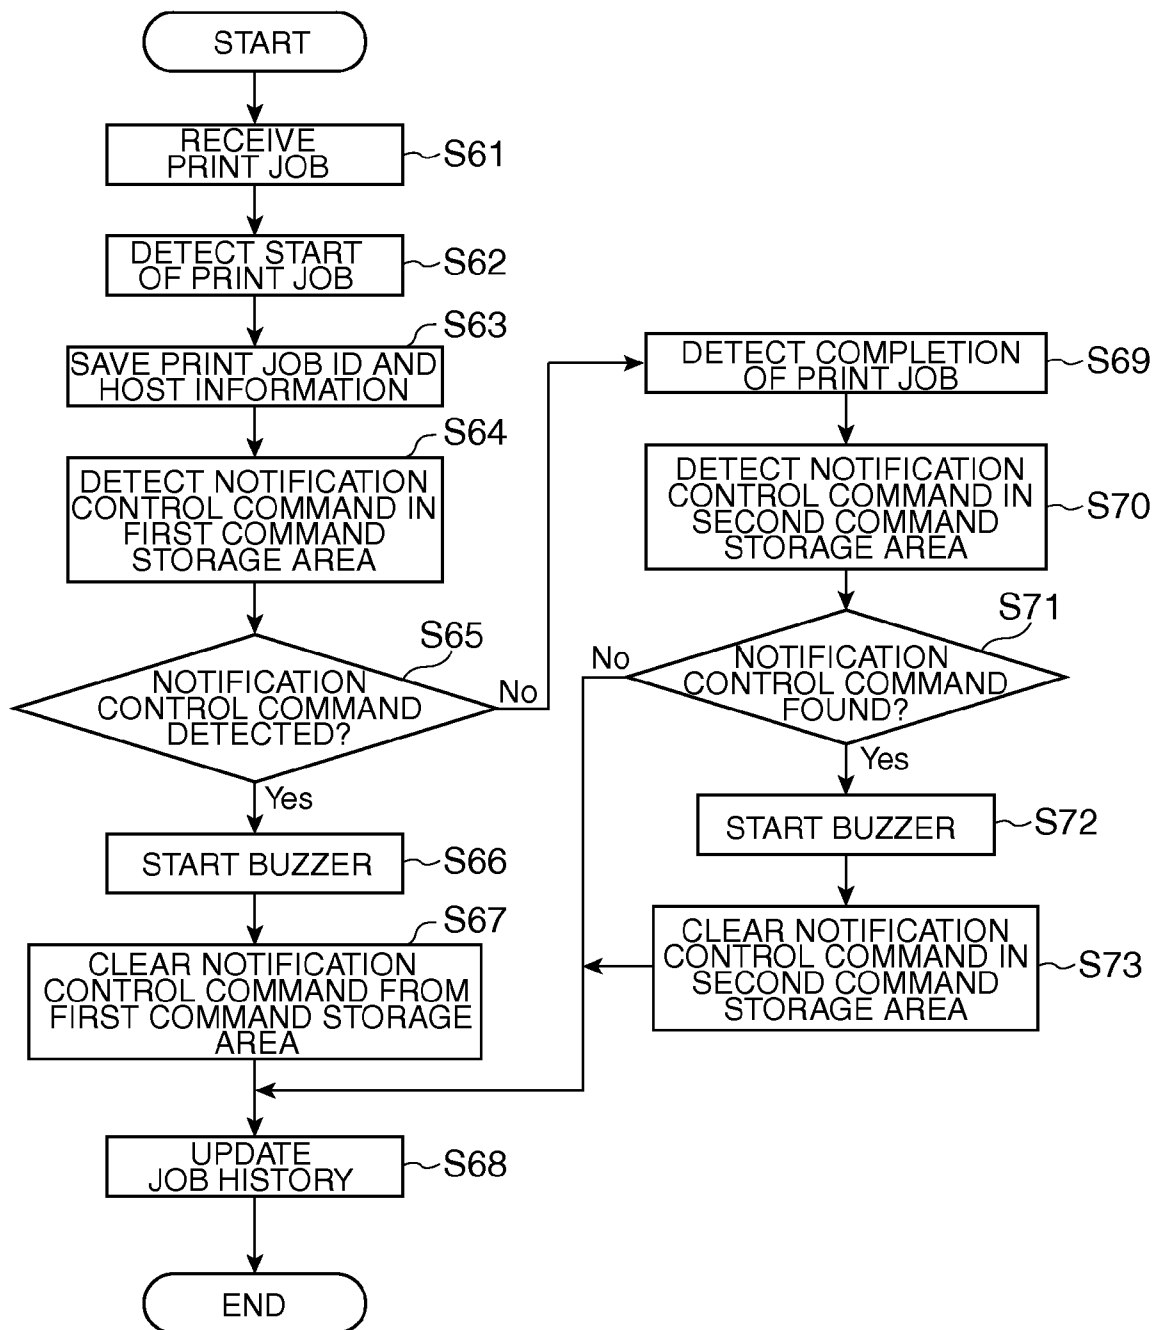 START
RECEIVE
PRINT JOB
S61
DETECT START
OF PRINT JOB
S62
S63
SAVE PRINT JOB ID AND
HOST INFORMATION
S64
DETECT NOTIFICATION
CONTROL COMMAND IN
FIRST COMMAND
STORAGE AREA
S65
NOTIFICATION
CONTROL COMMAND
DETECTED?
No
Yes
START BUZZER
S66
S67
CLEAR NOTIFICATION
CONTROL COMMAND FROM
FIRST COMMAND STORAGE
AREA
UPDATE
JOB HISTORY
S68
END
DETECT COMPLETION
OF PRINT JOB
S69
DETECT NOTIFICATION
CONTROL COMMAND IN
SECOND COMMAND
STORAGE AREA
S70
S71
NOTIFICATION
CONTROL COMMAND
FOUND?
No
Yes
START BUZZER
S72
CLEAR NOTIFICATION
CONTROL COMMAND IN
SECOND COMMAND
STORAGE AREA
S73